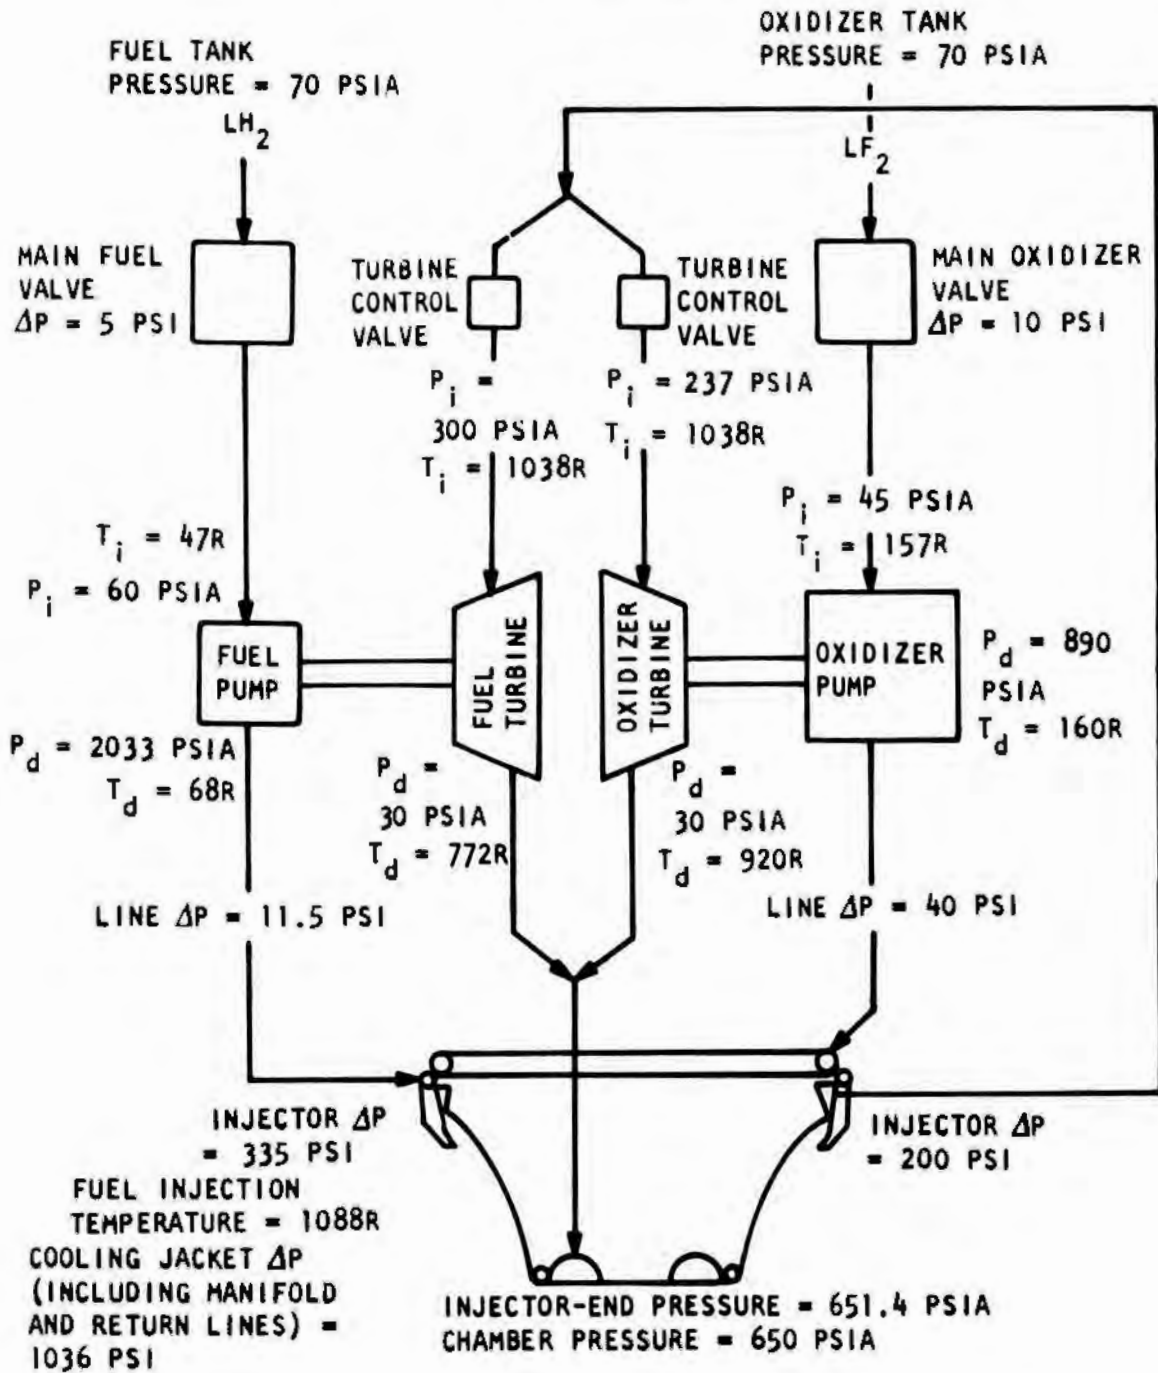 FUEL TANK
PRESSURE = 70 PSIA
LH2
OXIDIZER TANK
PRESSURE = 70 PSIA
LF2
MAIN FUEL
VALVE
ΔP = 5 PSI
TURBINE
CONTROL
VALVE
TURBINE
CONTROL
VALVE
MAIN OXIDIZER
VALVE
ΔP = 10 PSI
Pi =
300 PSIA
Ti = 1038R
Pi = 237 PSIA
Ti = 1038R
Pi = 45 PSIA
Ti = 157R
Ti = 47R
Pi = 60 PSIA
FUEL
PUMP
FUEL
TURBINE
OXIDIZER
TURBINE
OXIDIZER
PUMP
Pd = 890
PSIA
Td = 160R
Pd = 2033 PSIA
Td = 68R
Pd =
30 PSIA
Td = 772R
Pd =
30 PSIA
Td = 920R
LINE ΔP = 11.5 PSI
LINE ΔP = 40 PSI
INJECTOR ΔP
= 335 PSI
INJECTOR ΔP
= 200 PSI
FUEL INJECTION
TEMPERATURE = 1088R
COOLING JACKET ΔP
(INCLUDING MANIFOLD
AND RETURN LINES) =
1036 PSI
INJECTOR-END PRESSURE = 651.4 PSIA
CHAMBER PRESSURE = 650 PSIA